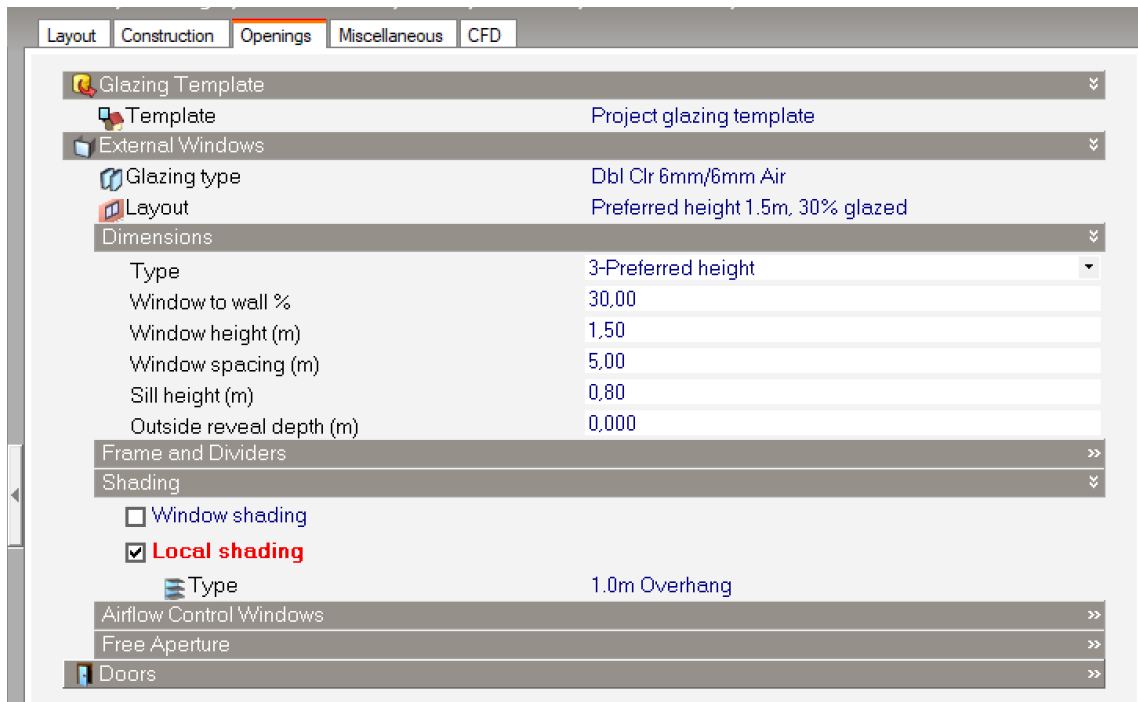 Layout Construction Openings Miscellaneous CFD
Glazing Template
Template Project glazing template
External Windows
Glazing type Dbl Clr 6mm/6mm Air
Layout Preferred height 1.5m, 30% glazed
Dimensions
Type 3-Preferred height
Window to wall % 30,00
Window height (m) 1,50
Window spacing (m) 5,00
Sill height (m) 0,80
Outside reveal depth (m) 0,000
Frame and Dividers
Shading
Window shading
Local shading
Type 1.0m Overhang
Airflow Control Windows
Free Aperture
Doors